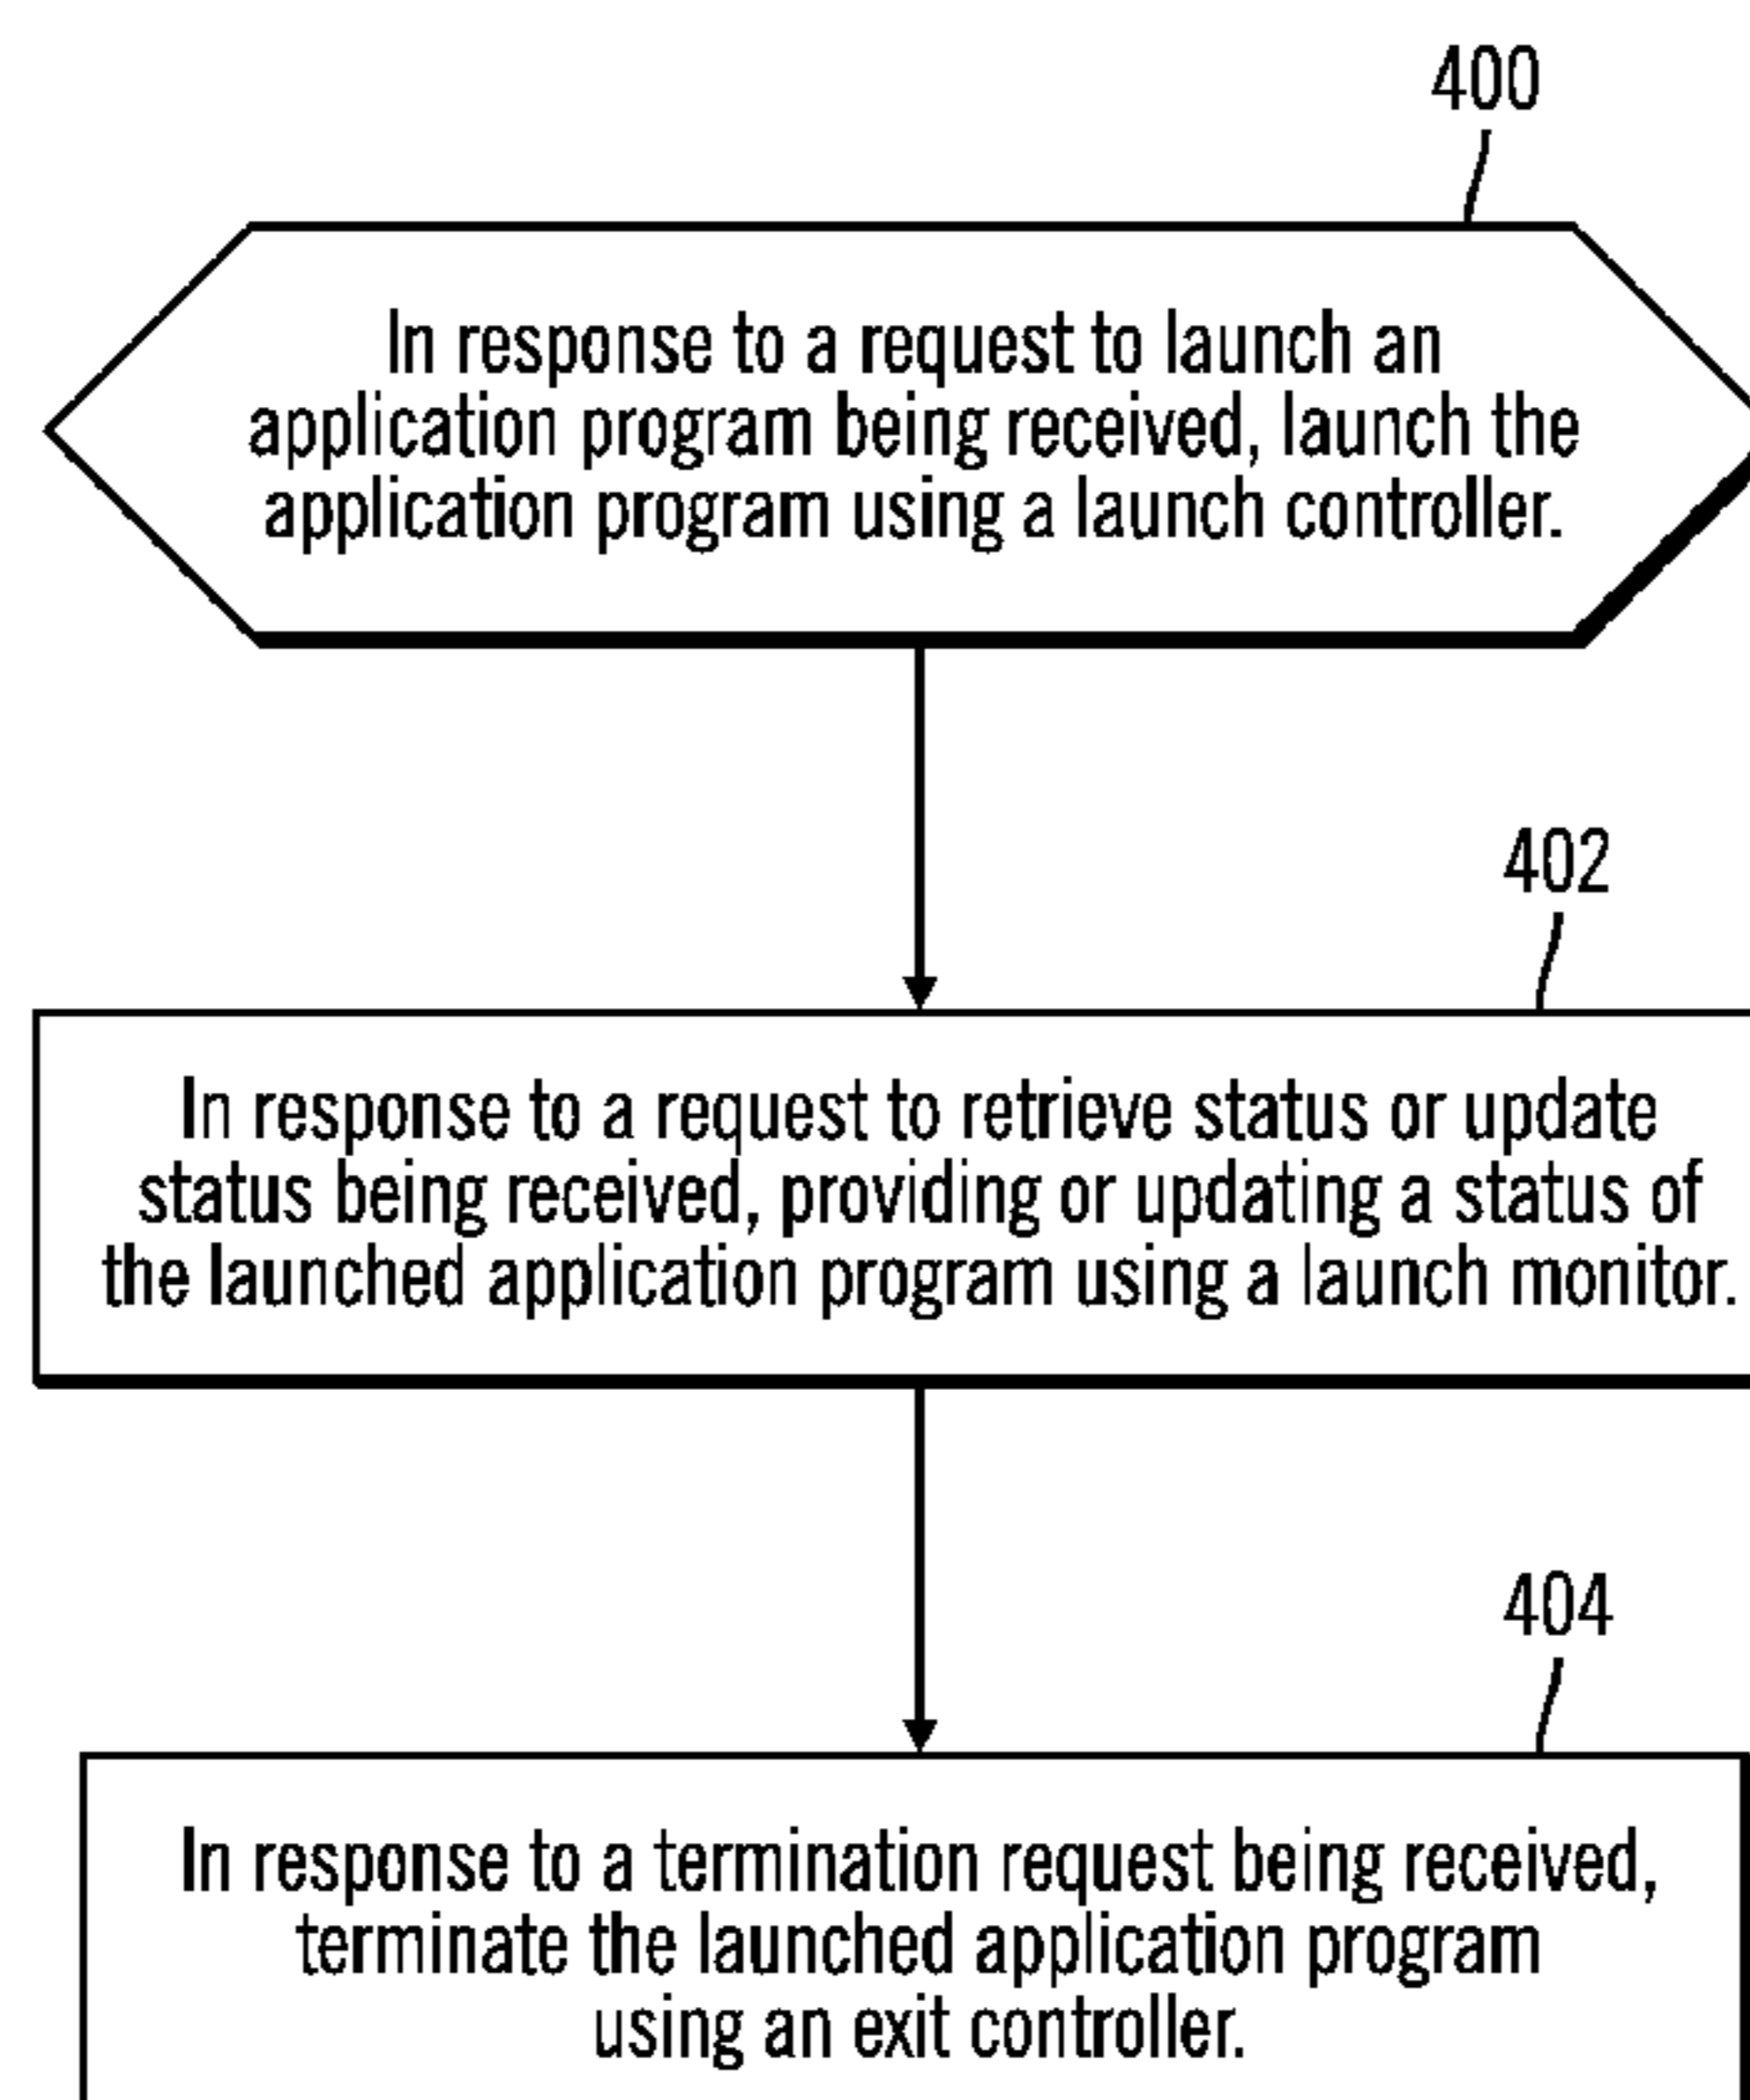 400
In response to a request to launch an
application program being received, launch the
application program using a launch controller.
402
In response to a request to retrieve status or update
status being received, providing or updating a status of
the launched application program using a launch monitor.
404
In response to a termination request being received,
terminate the launched application program
using an exit controller.